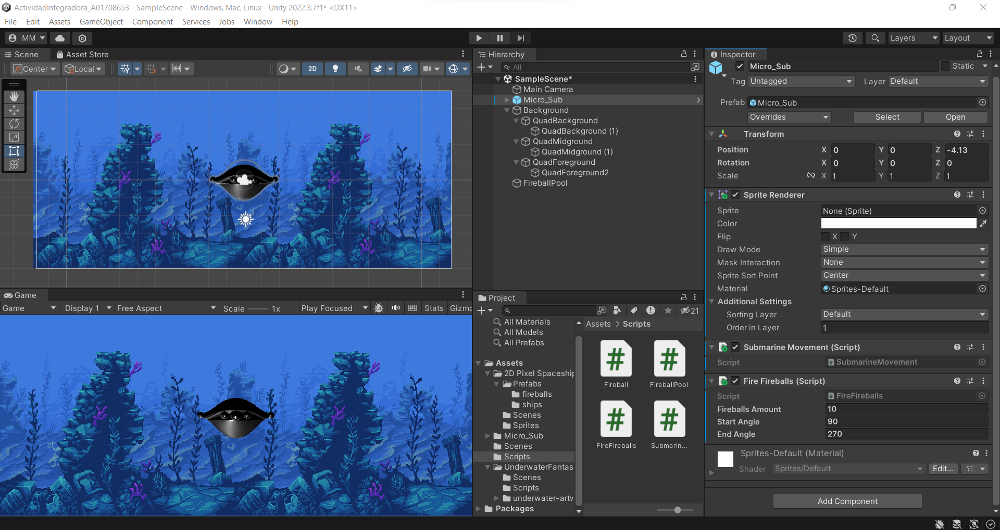 ActividadIntegradora_A01708653 - SampleScene - Windows, Mac, Linux - Unity 2022.3.7f1* <DX11>
File Edit Assets GameObject Component Services Jobs Window Help
MM
Layers
Layout
Scene
Asset Store
Center
Local
2D
Game
Game
Display 1
Free Aspect
Scale
1x
Play Focused
Stats
Gizmo
Hierarchy
All
SampleScene*
Main Camera
Micro_Sub
Background
QuadBackground
QuadBackground (1)
QuadMidground
QuadMidground (1)
QuadForeground
QuadForeground2
FireballPool
Project
21
All Materials
All Models
All Prefabs
Assets
2D Pixel Spaceship
Prefabs
fireballs
ships
Scenes
Sprites
Micro_Sub
Scenes
Scripts
UnderwaterFantas
Scenes
Scripts
underwater-artw
Packages
Assets > Scripts
Fireball
FireballPool
FireFireballs
Submarin...
Inspector
Micro_Sub
Static
Tag Untagged
Layer Default
Prefab Micro_Sub
Overrides
Select
Open
Transform
Position X 0 Y 0 Z -4.13
Rotation X 0 Y 0 Z 0
Scale X 1 Y 1 Z 1
Sprite Renderer
Sprite None (Sprite)
Color
Flip X Y
Draw Mode Simple
Mask Interaction None
Sprite Sort Point Center
Material Sprites-Default
Additional Settings
Sorting Layer Default
Order in Layer 1
Submarine Movement (Script)
Script SubmarineMovement
Fire Fireballs (Script)
Script FireFireballs
Fireballs Amount 10
Start Angle 90
End Angle 270
Sprites-Default (Material)
Shader Sprites/Default
Edit...
Add Component